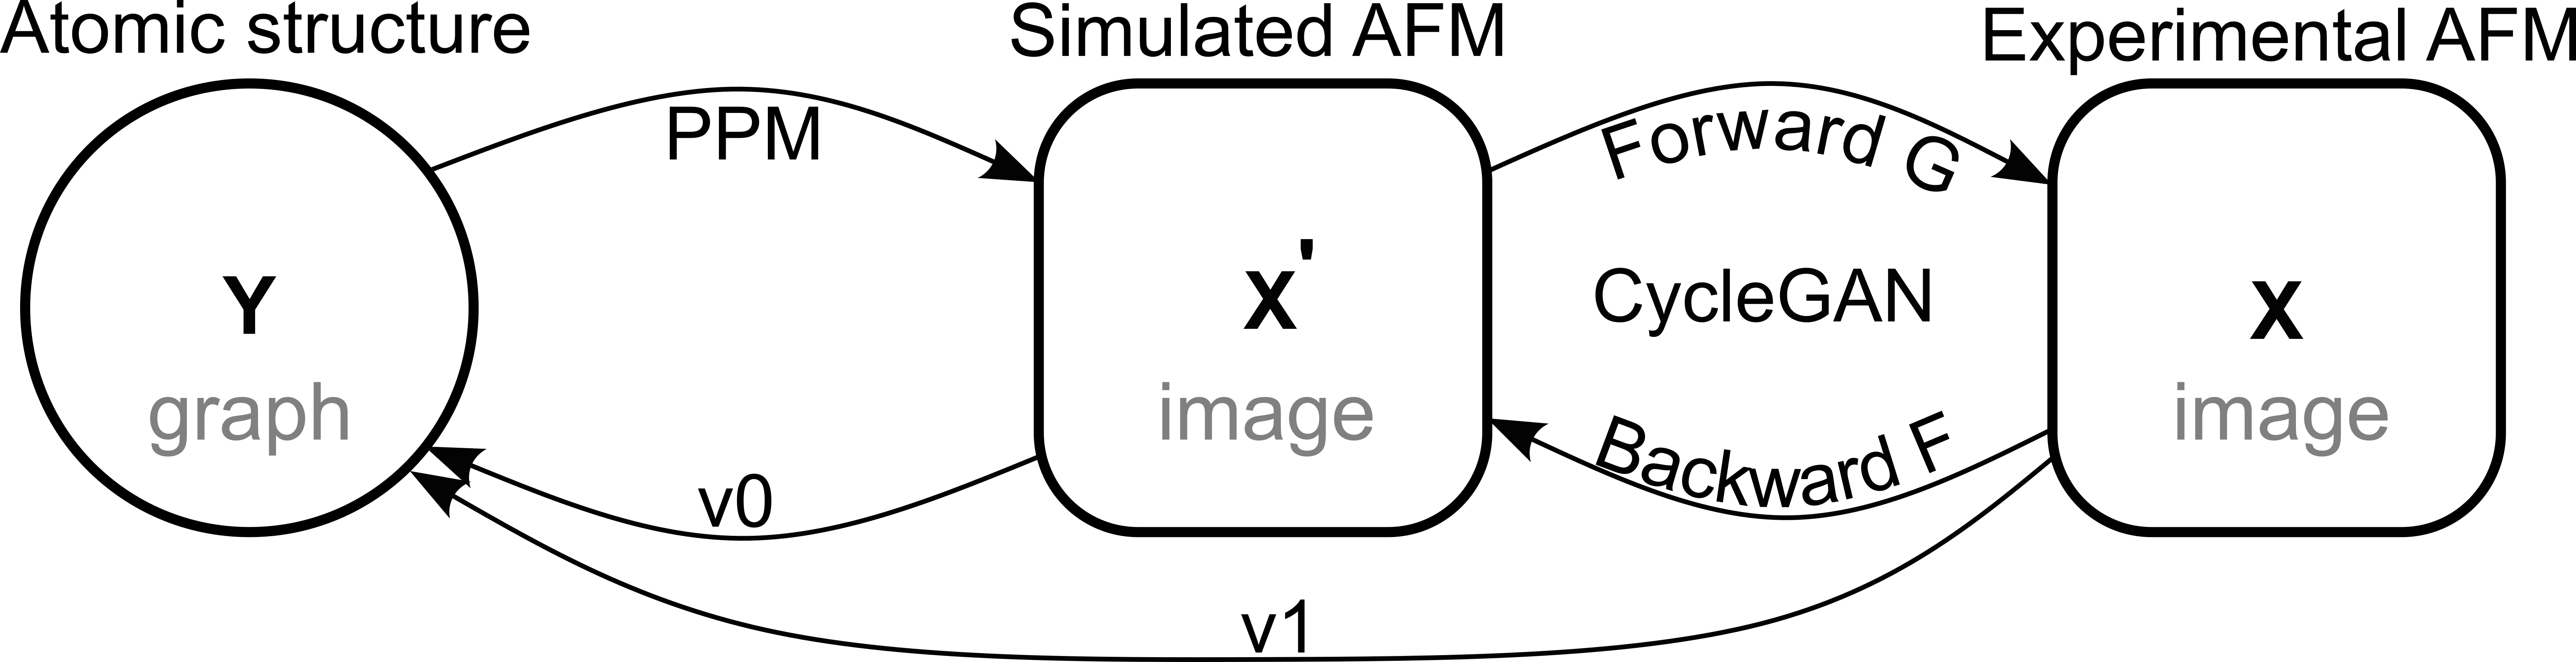 Atomic structure
Simulated AFM
Experimental AFM
PPM
Forward G
Y
graph
X'
image
CycleGAN
X
image
v0
Backward F
v1